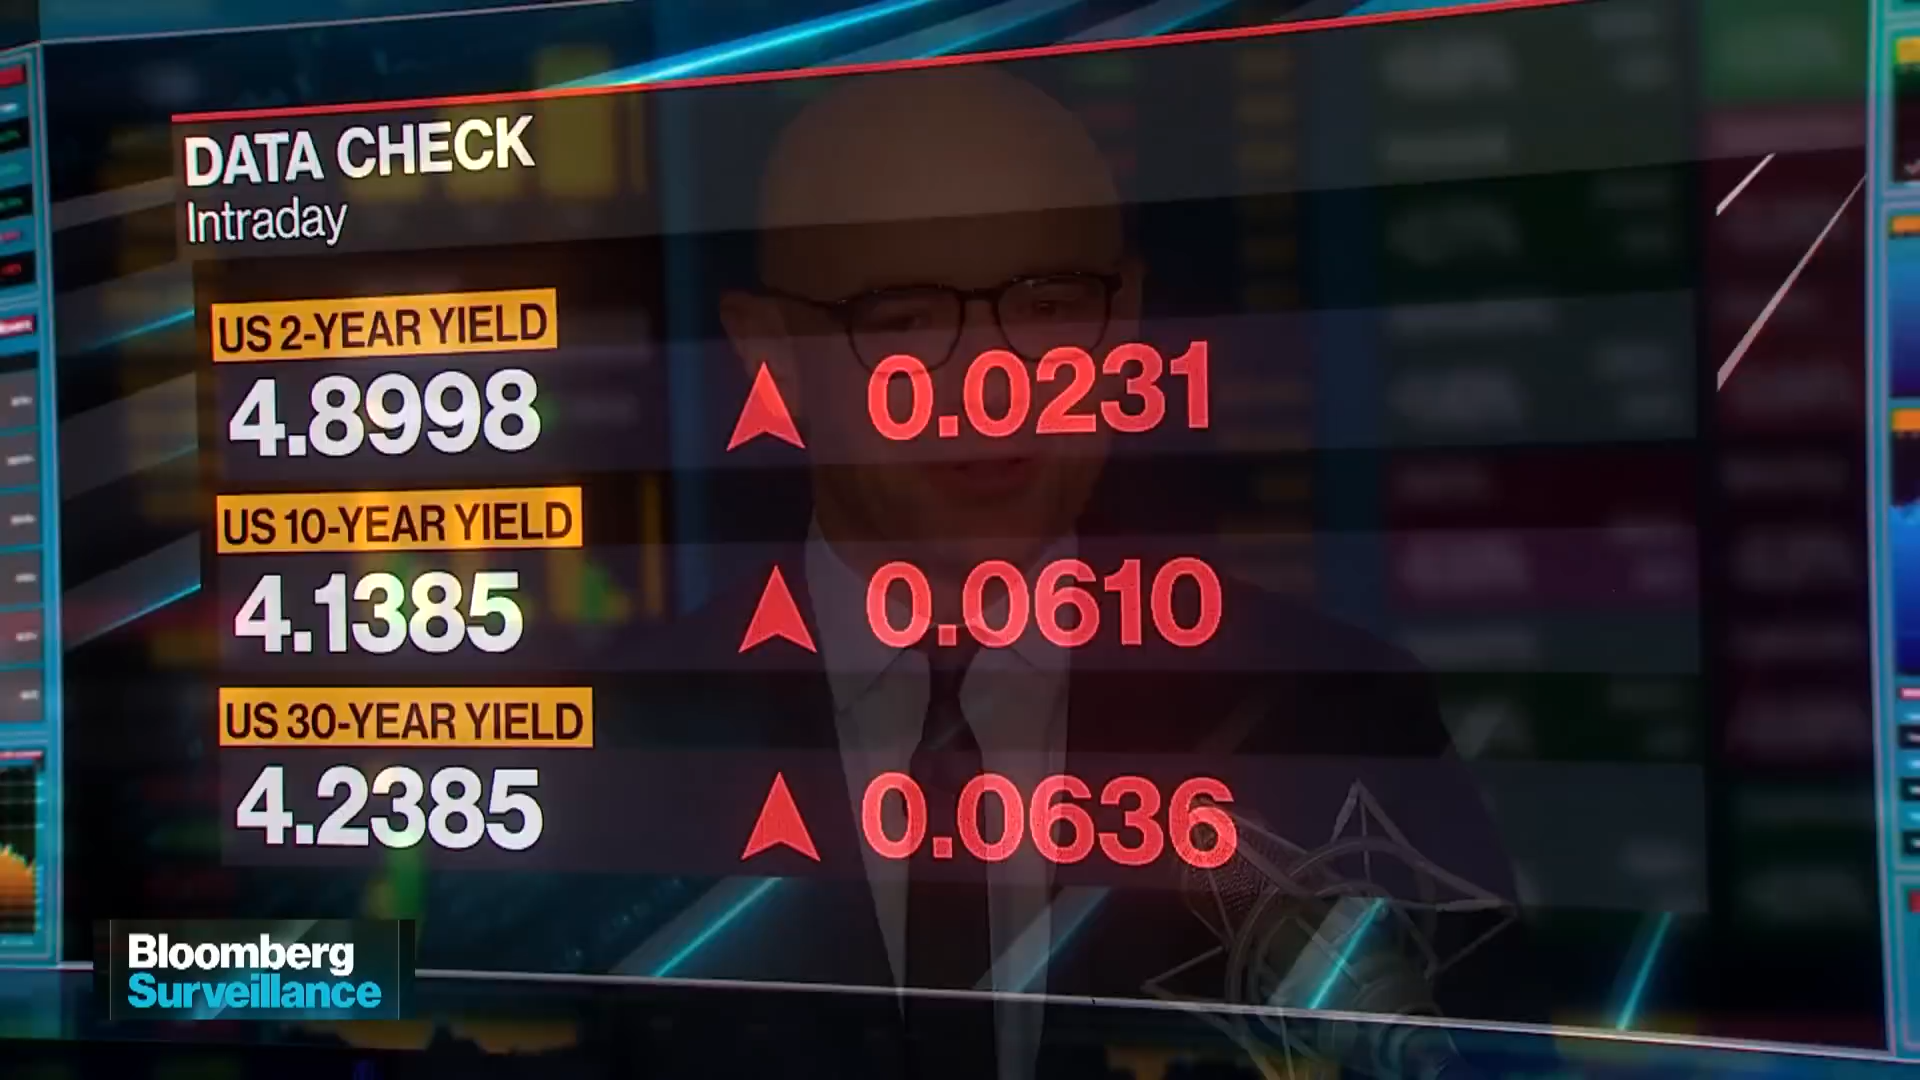 DATA CHECK
Intraday
US 2-YEAR YIELD
4.8998 ▲ 0.0231
US 10-YEAR YIELD
4.1385 ▲ 0.0610
US 30-YEAR YIELD
4.2385 ▲ 0.0636
Bloomberg
Surveillance